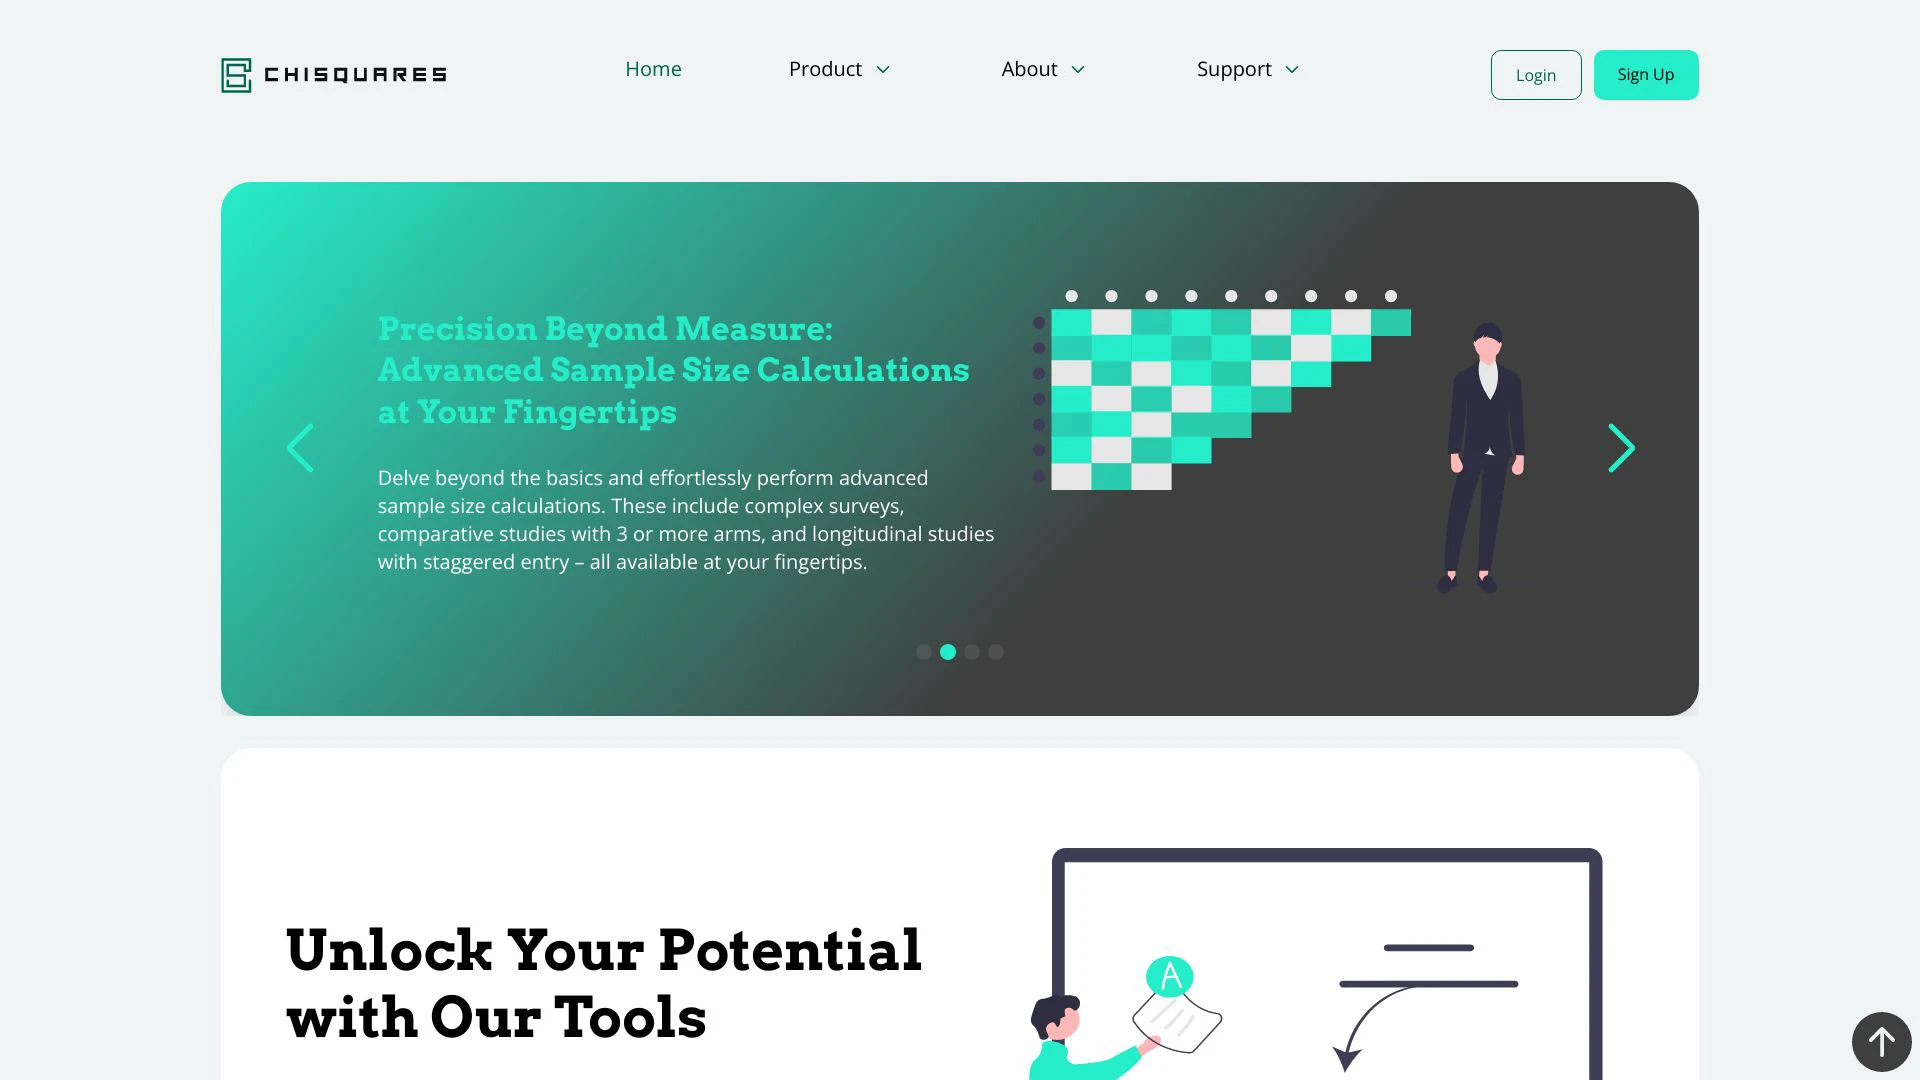 CHISQUARES
Home
Product
About
Support
Login
Sign Up
Precision Beyond Measure:
Advanced Sample Size Calculations
at Your Fingertips
Delve beyond the basics and effortlessly perform advanced
sample size calculations. These include complex surveys,
comparative studies with 3 or more arms, and longitudinal studies
with staggered entry – all available at your fingertips.
Unlock Your Potential
with Our Tools
A